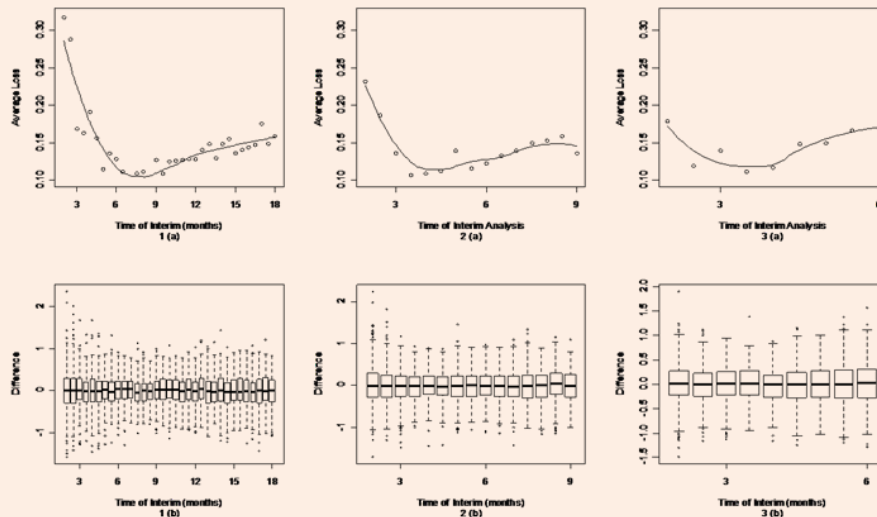 0.30
0.25
0.20
0.15
0.10
Average Loss
3 6 9 12 15 18
Time of Interim (months)
1 (a)
0.30
0.25
0.20
0.15
0.10
Average Loss
3 6 9
Time of Interim Analysis
2 (a)
0.30
0.25
0.20
0.15
0.10
Average Loss
3 6
Time of Interim Analysis
3 (a)
2
1
0
-1
Difference
3 6 9 12 15 18
Time of Interim (months)
1 (b)
2
1
0
-1
Difference
3 6 9
Time of Interim (months)
2 (b)
2.0
1.5
1.0
0.5
0.0
-0.5
-1.0
-1.5
Difference
3 6
Time of Interim (months)
3 (b)